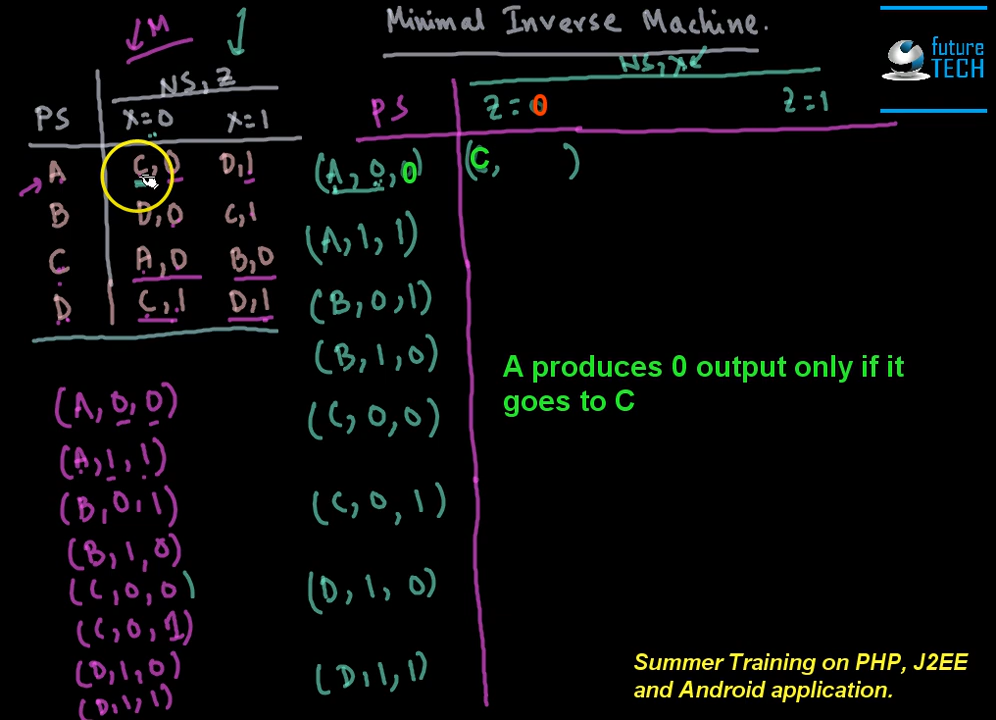 Minimal Inverse Machine.
future
TECH
M
NS, Z
PS X=0 X=1
A C, 0 D, 1
B D, 0 C, 1
C A, 0 B, 0
D C, 1 D, 1
(A, 0, 0)
(A, 1, 1)
(B, 0, 1)
(B, 1, 0)
(C, 0, 0)
(C, 0, 1)
(D, 1, 0)
(D, 1, 1)
NS, X
PS Z=0 Z=1
(A, 0, 0) (C, )
(A, 1, 1)
(B, 0, 1)
(B, 1, 0)
(C, 0, 0)
(C, 0, 1)
(D, 1, 0)
(D, 1, 1)
A produces 0 output only if it
goes to C
Summer Training on PHP, J2EE
and Android application.